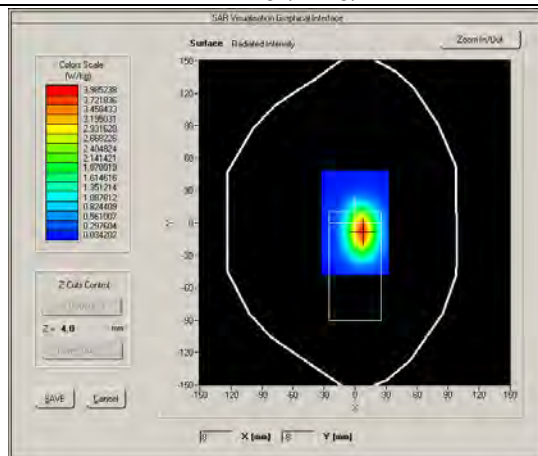 SAR Visualisation Graphical Interface
Surface Radiated Intensity
Zoom In/Out
Colors Scale
(W/kg)
3.985238
3.721836
3.458433
3.195031
2.931628
2.668226
2.404824
2.141421
1.878019
1.614616
1.351214
1.087812
0.824409
0.561007
0.297604
0.034202
150
120
90
60
30
0
-30
-60
-90
-120
-150
Y
-150 -120 -90 -60 -30 0 30 60 90 120 150
X
Z Cuts Control
Z = 4.0 mm
SAVE
Cancel
0 X (mm) -8 Y (mm)